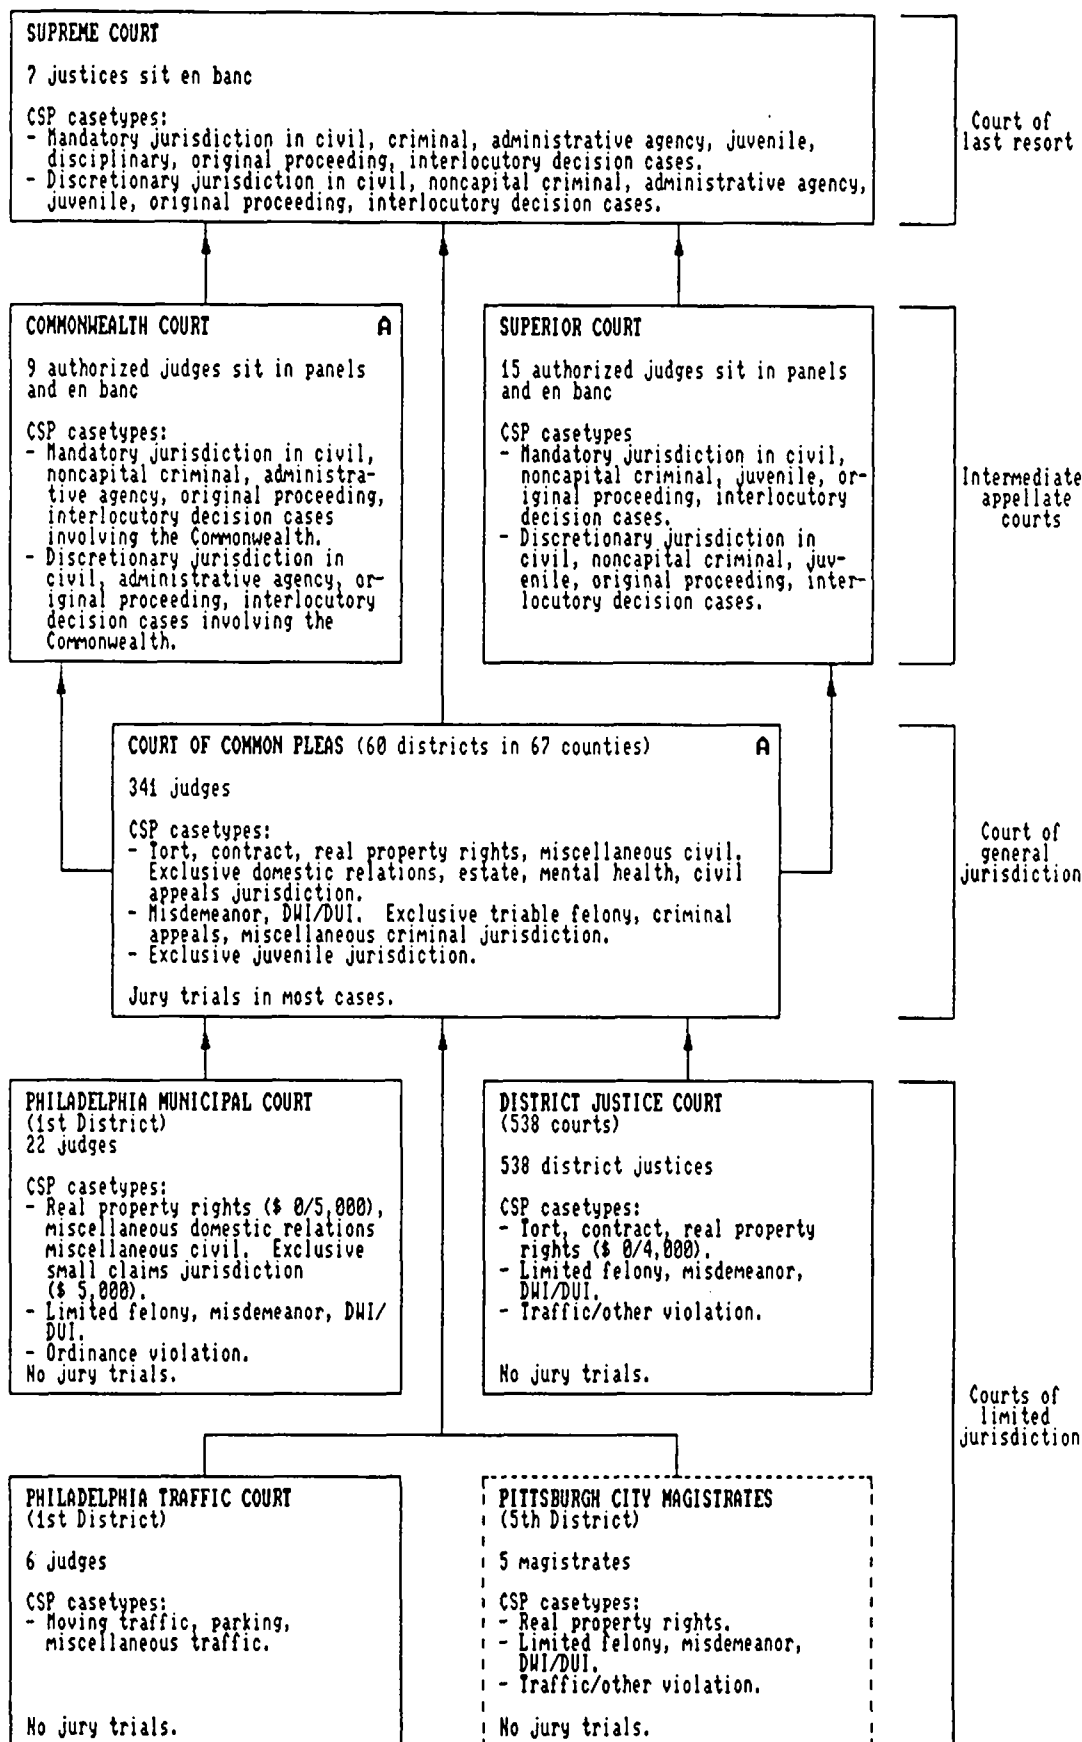 SUPREME COURT
7 justices sit en banc
CSP casetypes:
- Mandatory jurisdiction in civil, criminal, administrative agency, juvenile,
disciplinary, original proceeding, interlocutory decision cases.
- Discretionary jurisdiction in civil, noncapital criminal, administrative agency,
juvenile, original proceeding, interlocutory decision cases.
Court of
last resort
COMMONWEALTH COURT A
9 authorized judges sit in panels
and en banc
CSP casetypes:
- Mandatory jurisdiction in civil,
noncapital criminal, administra-
tive agency, original proceeding,
interlocutory decision cases
involving the Commonwealth.
- Discretionary jurisdiction in
civil, administrative agency, or-
iginal proceeding, interlocutory
decision cases involving the
Commonwealth.
SUPERIOR COURT
15 authorized judges sit in panels
and en banc
CSP casetypes
- Mandatory jurisdiction in civil,
noncapital criminal, juvenile, or-
iginal proceeding, interlocutory
decision cases.
- Discretionary jurisdiction in
civil, noncapital criminal, juv-
enile, original proceeding, inter-
locutory decision cases.
Intermediate
appellate
courts
COURT OF COMMON PLEAS (60 districts in 67 counties) A
341 judges
CSP casetypes:
- Tort, contract, real property rights, miscellaneous civil.
Exclusive domestic relations, estate, mental health, civil
appeals jurisdiction.
- Misdemeanor, DWI/DUI. Exclusive triable felony, criminal
appeals, miscellaneous criminal jurisdiction.
- Exclusive juvenile jurisdiction.
Jury trials in most cases.
Court of
general
jurisdiction
PHILADELPHIA MUNICIPAL COURT
(1st District)
22 judges
CSP casetypes:
- Real property rights ($ 0/5,000),
miscellaneous domestic relations
miscellaneous civil. Exclusive
small claims jurisdiction
($ 5,000).
- Limited felony, misdemeanor, DWI/
DUI.
- Ordinance violation.
No jury trials.
DISTRICT JUSTICE COURT
(538 courts)
538 district justices
CSP casetypes:
- Tort, contract, real property
rights ($ 0/4,000).
- Limited felony, misdemeanor,
DWI/DUI.
- Traffic/other violation.
No jury trials.
Courts of
limited
jurisdiction
PHILADELPHIA TRAFFIC COURT
(1st District)
6 judges
CSP casetypes:
- Moving traffic, parking,
miscellaneous traffic.
No jury trials.
PITTSBURGH CITY MAGISTRATES
(5th District)
5 magistrates
CSP casetypes:
- Real property rights.
- Limited felony, misdemeanor,
DWI/DUI.
- Traffic/other violation.
No jury trials.